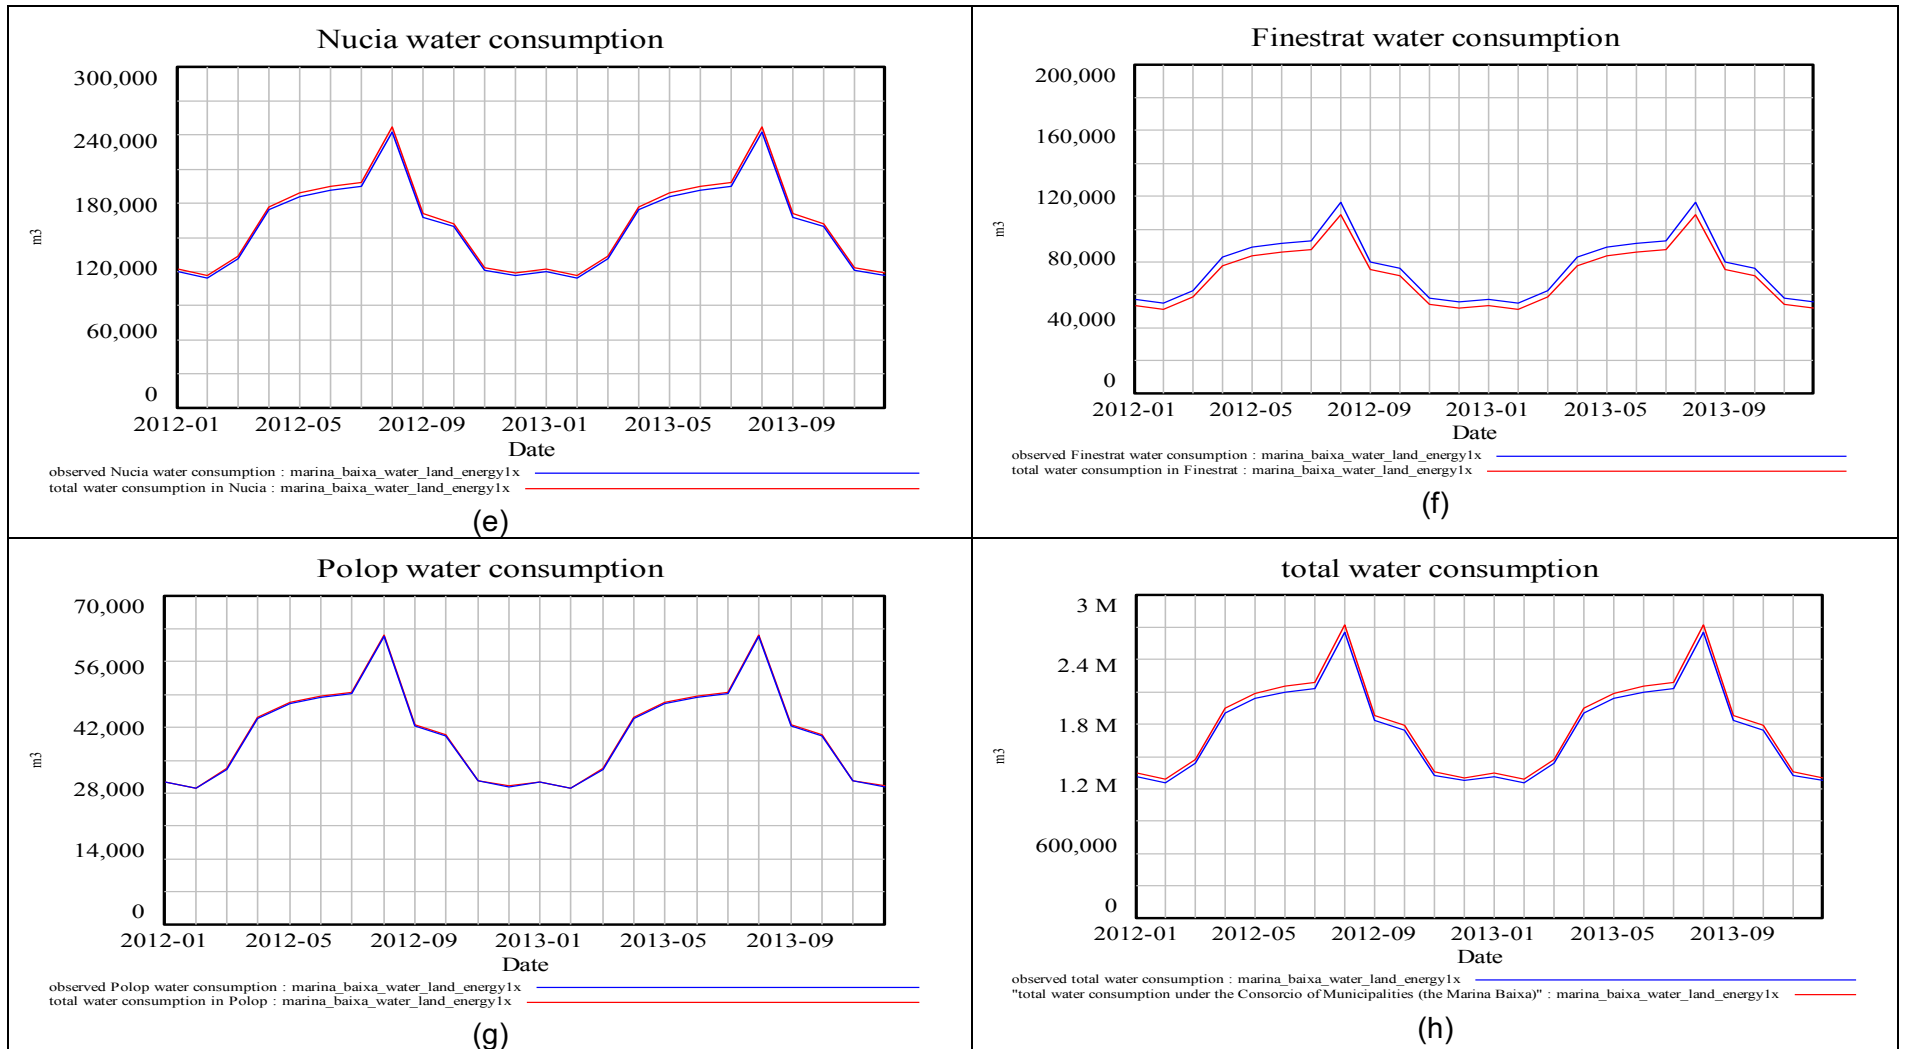 Nucia water consumption
300,000
240,000
180,000
120,000
60,000
0
m3
2012-01 2012-05 2012-09 2013-01 2013-05 2013-09
Date
observed Nucia water consumption : marina_baixa_water_land_energy1x
total water consumption in Nucia : marina_baixa_water_land_energy1x
(e)
Finestrat water consumption
200,000
160,000
120,000
80,000
40,000
0
m3
2012-01 2012-05 2012-09 2013-01 2013-05 2013-09
Date
observed Finestrat water consumption : marina_baixa_water_land_energy1x
total water consumption in Finestrat : marina_baixa_water_land_energy1x
(f)
Polop water consumption
70,000
56,000
42,000
28,000
14,000
0
m3
2012-01 2012-05 2012-09 2013-01 2013-05 2013-09
Date
observed Polop water consumption : marina_baixa_water_land_energy1x
total water consumption in Polop : marina_baixa_water_land_energy1x
(g)
total water consumption
3 M
2.4 M
1.8 M
1.2 M
600,000
0
m3
2012-01 2012-05 2012-09 2013-01 2013-05 2013-09
Date
observed total water consumption : marina_baixa_water_land_energy1x
"total water consumption under the Consorcio of Municipalities (the Marina Baixa)" : marina_baixa_water_land_energy1x
(h)